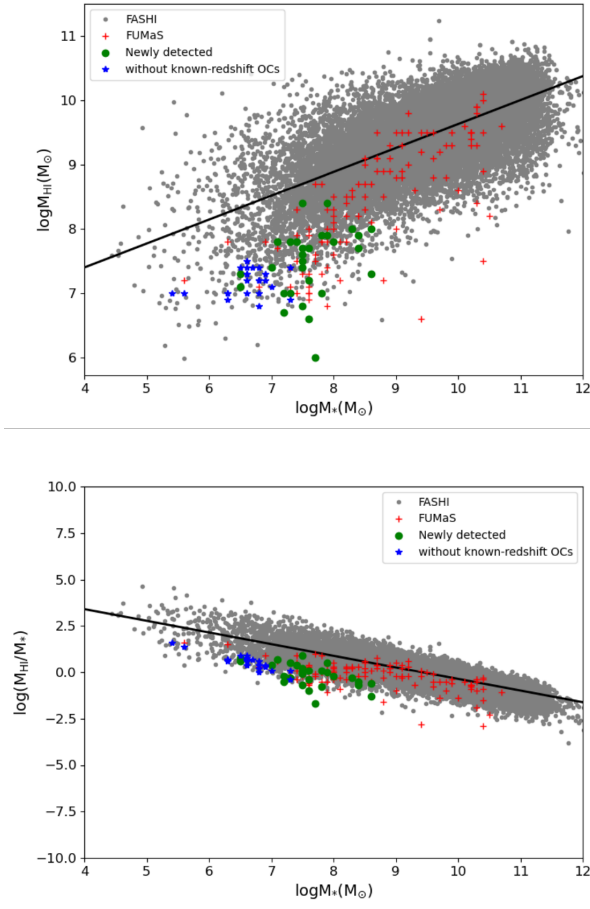 FASHI
FUMaS
Newly detected
without known-redshift OCs
11
10
9
8
7
6
logM_HI(M_⊙)
4 5 6 7 8 9 10 11 12
logM_*(M_⊙)
10.0
FASHI
FUMaS
Newly detected
without known-redshift OCs
7.5
5.0
2.5
0.0
−2.5
−5.0
−7.5
−10.0
log(M_HI/M_*)
4 5 6 7 8 9 10 11 12
logM_*(M_⊙)